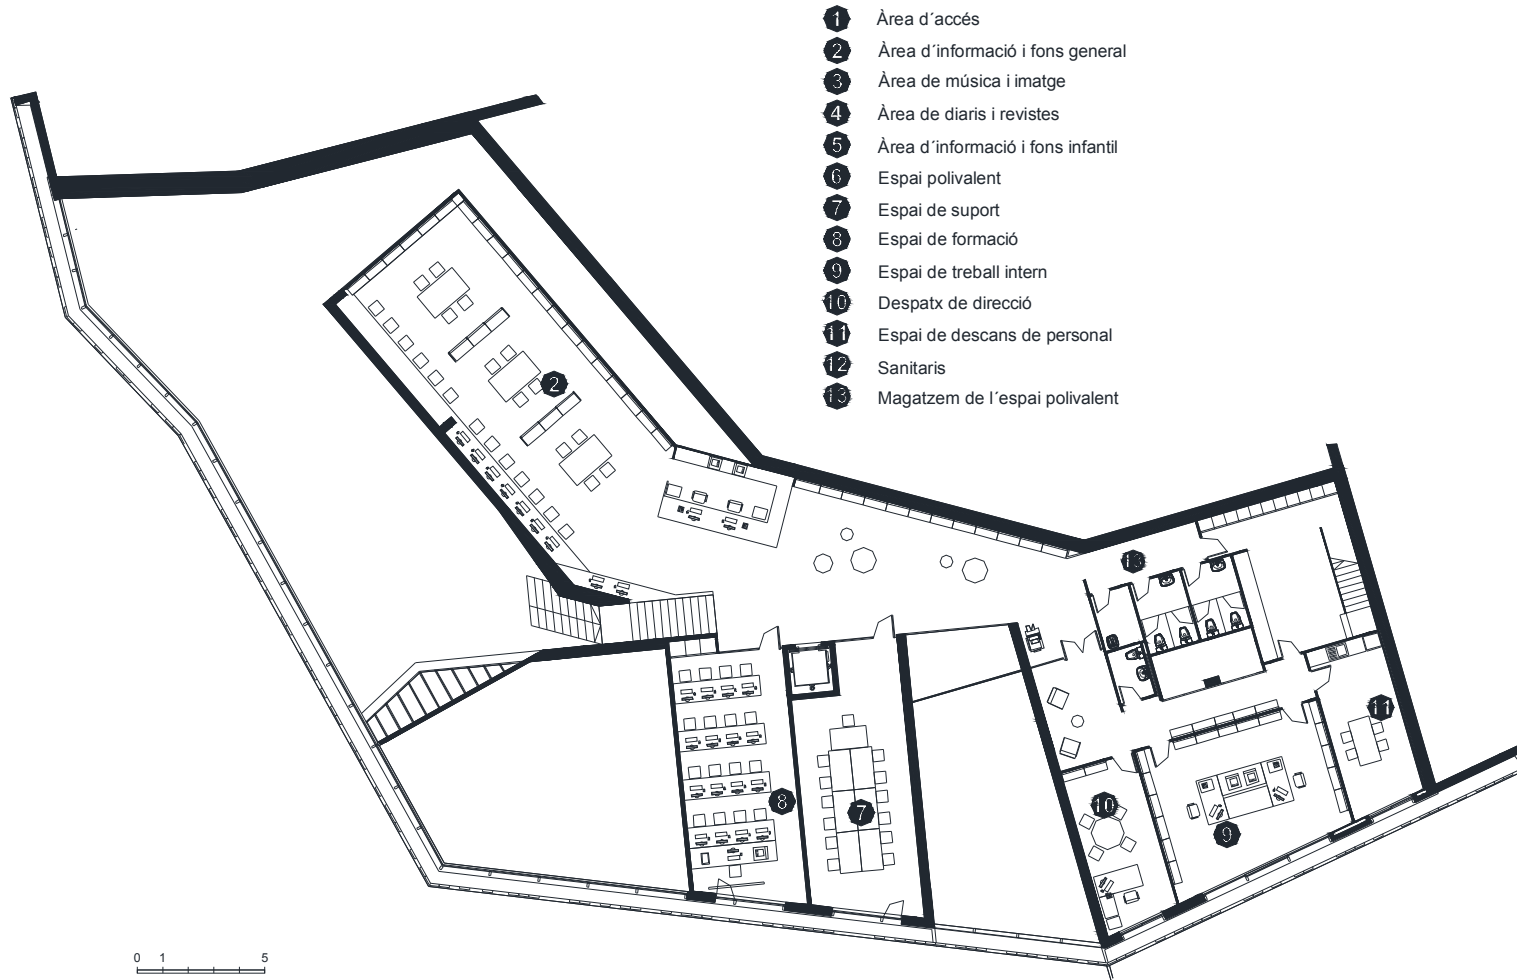 1 Àrea d´accés
2 Àrea d´informació i fons general
3 Àrea de música i imatge
4 Àrea de diaris i revistes
5 Àrea d´informació i fons infantil
6 Espai polivalent
7 Espai de suport
8 Espai de formació
9 Espai de treball intern
10 Despatx de direcció
11 Espai de descans de personal
12 Sanitaris
13 Magatzem de l´espai polivalent
2
11
8
7
10
9
0 1 5